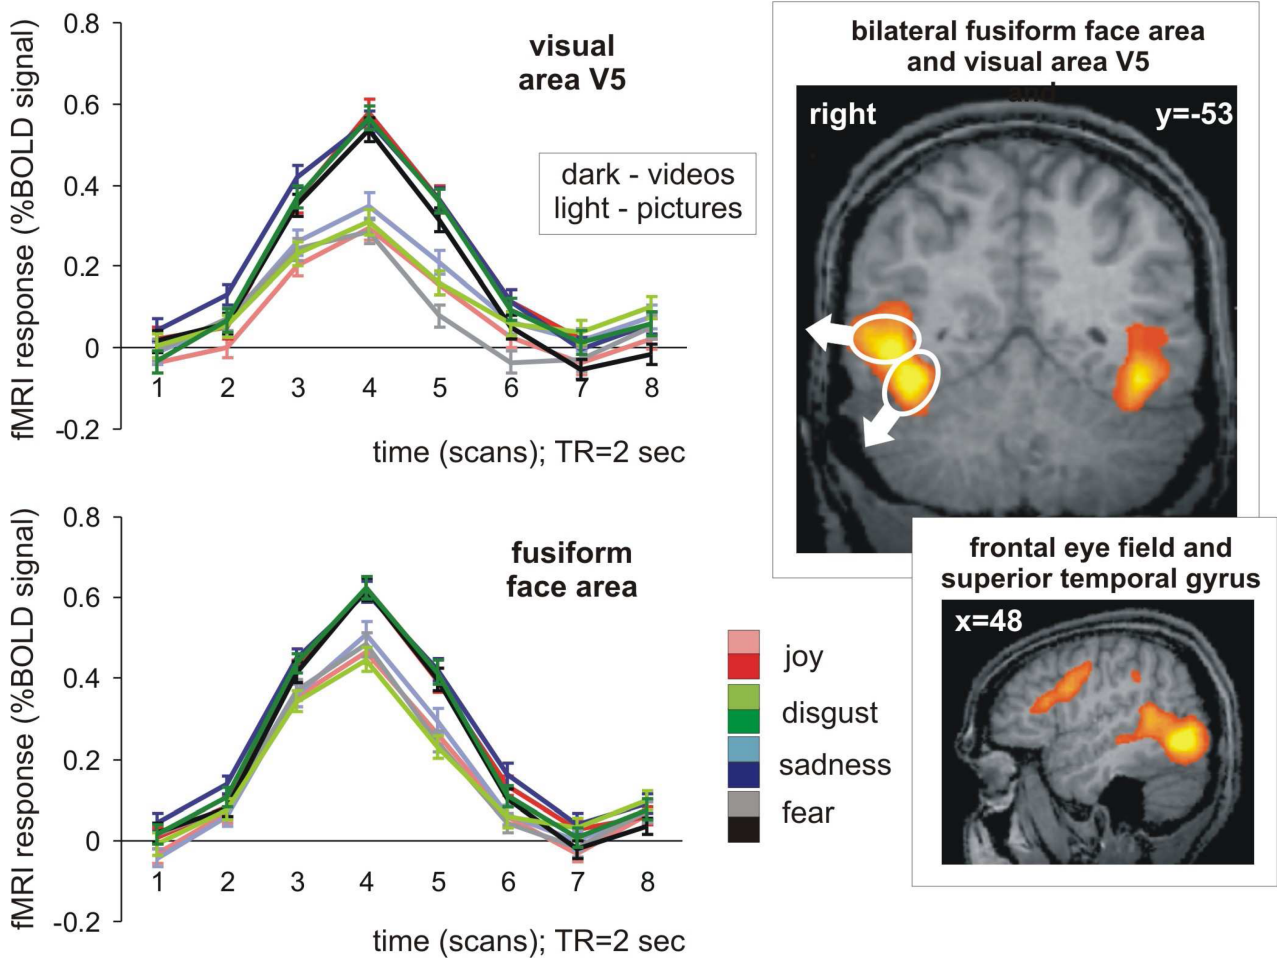 fMRI response (%BOLD signal)
0.8
0.6
0.4
0.2
0
-0.2
1 2 3 4 5 6 7 8
time (scans); TR=2 sec
visual
area V5
dark - videos
light - pictures
bilateral fusiform face area
and visual area V5
and
right
y=-53
fMRI response (%BOLD signal)
0.8
0.6
0.4
0.2
0
-0.2
1 2 3 4 5 6 7 8
time (scans); TR=2 sec
fusiform
face area
joy
disgust
sadness
fear
frontal eye field and
superior temporal gyrus
x=48